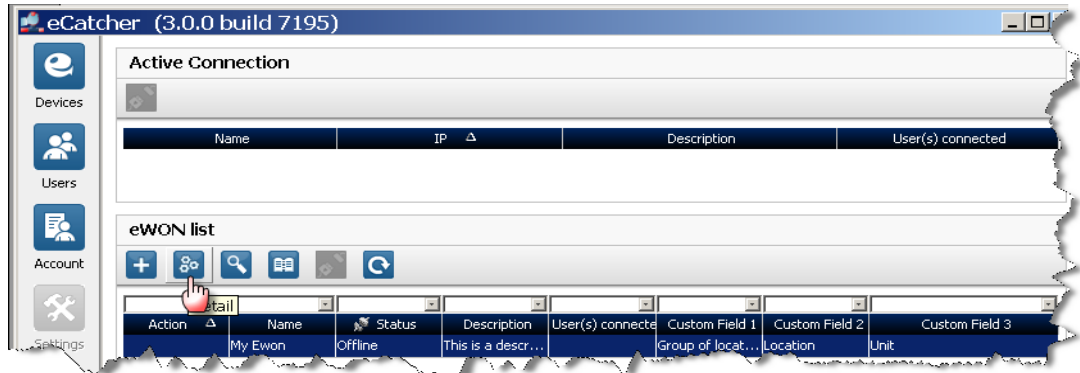 eCatcher (3.0.0 build 7195)
Active Connection
Devices
Name IP Description User(s) connected
Users
eWON list
Account
etail
Action Name Status Description User(s) connecte Custom Field 1 Custom Field 2 Custom Field 3
Settings
My Ewon Offline This is a descr... Group of locat... Location Unit